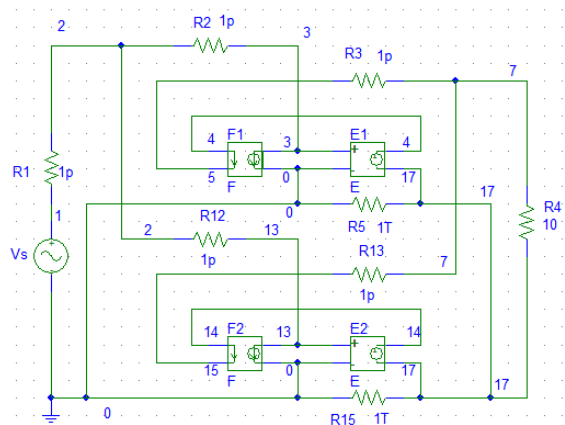 2
R2 1p
3
R3 1p
7
4 F1 3 E1 4
R1 1p
5 F 0 E 17
17
1
0
R5 1T
R4
10
Vs
2 R12 13
R13
7
1p
1p
14 F2 13 E2 14
15 F 0 E 17
17
0
R15 1T